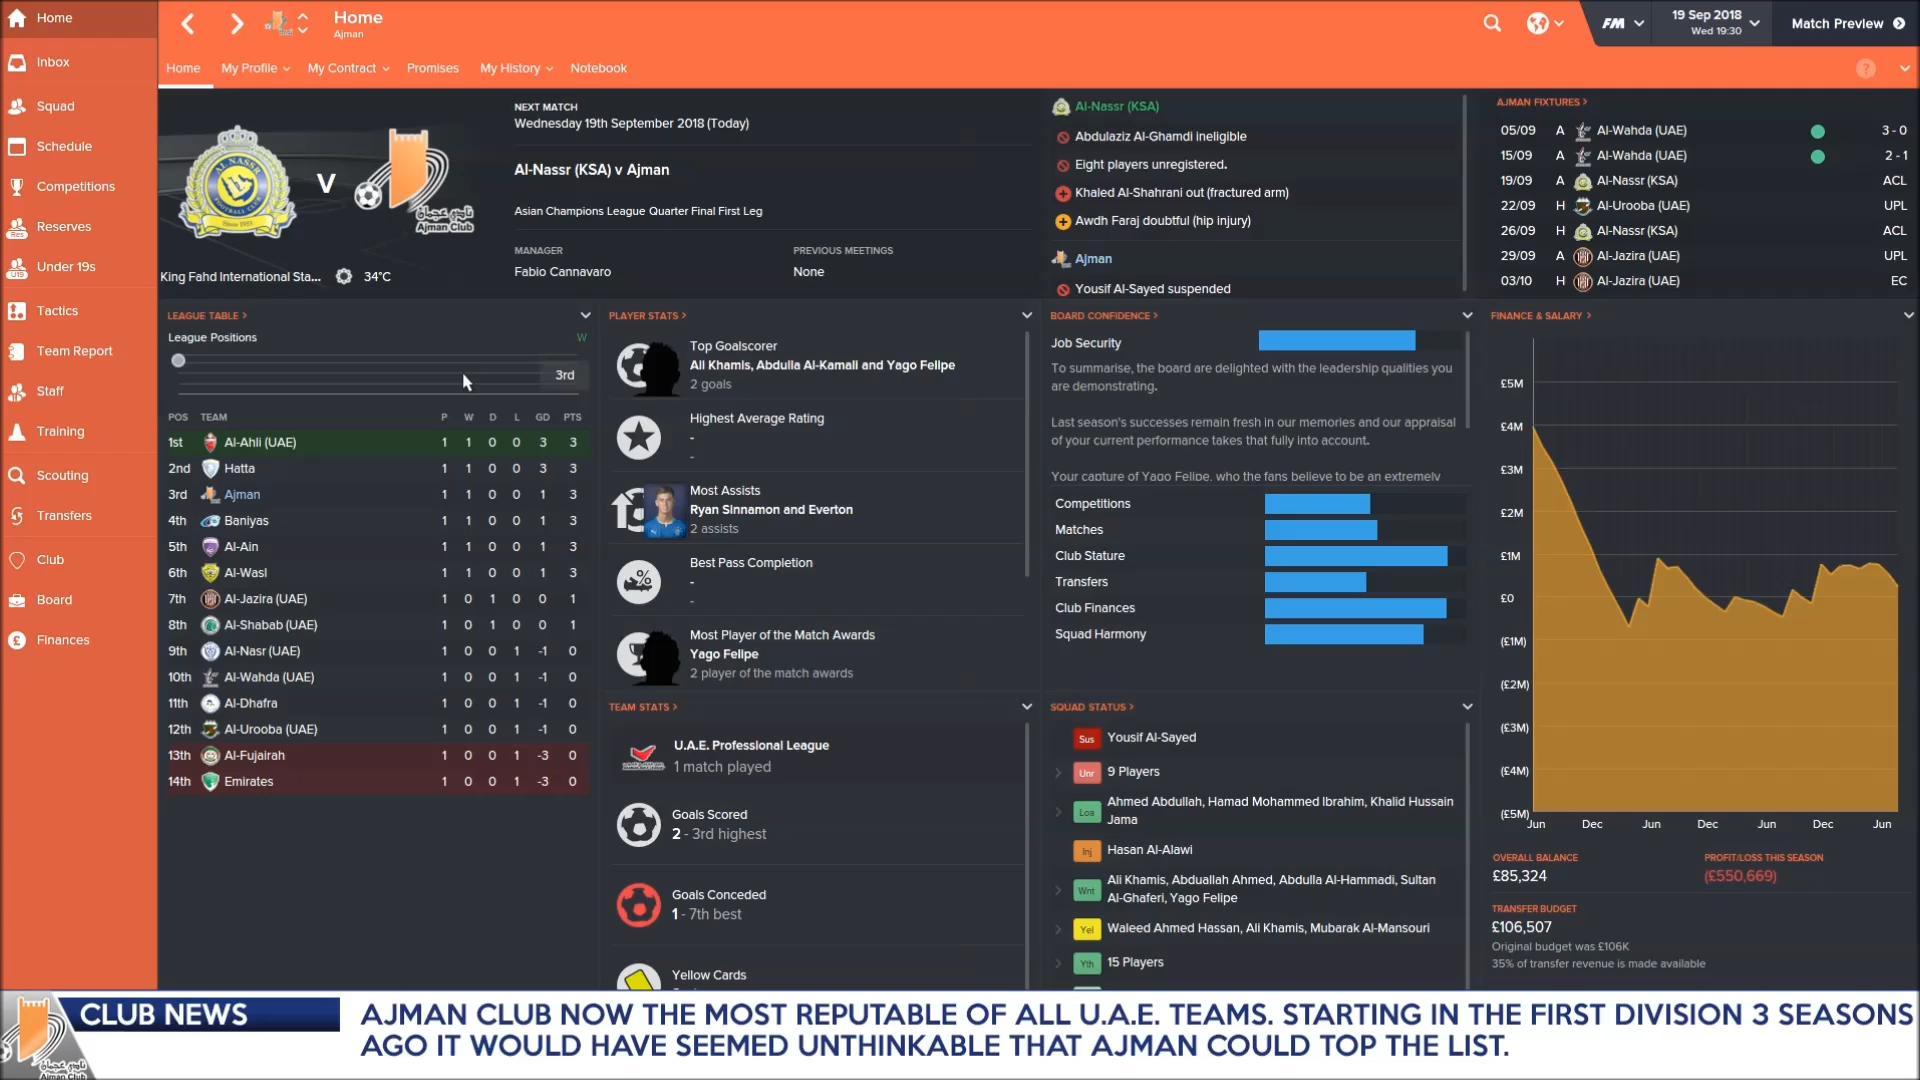 Home
Inbox
Squad
Schedule
Competitions
Reserves
Under 19s
Tactics
Team Report
Staff
Training
Scouting
Transfers
Club
Board
Finances
Home
Ajman
FM
19 Sep 2018
Wed 19:30
Match Preview
Home My Profile My Contract Promises My History Notebook
?
V
King Fahd International Sta... 34°C
NEXT MATCH
Wednesday 19th September 2018 (Today)
Al-Nassr (KSA) v Ajman
Asian Champions League Quarter Final First Leg
MANAGER PREVIOUS MEETINGS
Fabio Cannavaro None
Al-Nassr (KSA)
Abdulaziz Al-Ghamdi ineligible
Eight players unregistered.
Khaled Al-Shahrani out (fractured arm)
Awdh Faraj doubtful (hip injury)
Ajman
Yousif Al-Sayed suspended
AJMAN FIXTURES >
05/09 A Al-Wahda (UAE) 3 - 0
15/09 A Al-Wahda (UAE) 2 - 1
19/09 A Al-Nassr (KSA) ACL
22/09 H Al-Urooba (UAE) UPL
26/09 H Al-Nassr (KSA) ACL
29/09 A Al-Jazira (UAE) UPL
03/10 H Al-Jazira (UAE) EC
LEAGUE TABLE >
League Positions W
3rd
POS TEAM P W D L GD PTS
1st Al-Ahli (UAE) 1 1 0 0 3 3
2nd Hatta 1 1 0 0 3 3
3rd Ajman 1 1 0 0 1 3
4th Baniyas 1 1 0 0 1 3
5th Al-Ain 1 1 0 0 1 3
6th Al-Wasl 1 1 0 0 1 3
7th Al-Jazira (UAE) 1 0 1 0 0 1
8th Al-Shabab (UAE) 1 0 1 0 0 1
9th Al-Nasr (UAE) 1 0 0 1 -1 0
10th Al-Wahda (UAE) 1 0 0 1 -1 0
11th Al-Dhafra 1 0 0 1 -1 0
12th Al-Urooba (UAE) 1 0 0 1 -1 0
13th Al-Fujairah 1 0 0 1 -3 0
14th Emirates 1 0 0 1 -3 0
PLAYER STATS >
Top Goalscorer
Ali Khamis, Abdulla Al-Kamali and Yago Felipe
2 goals
Highest Average Rating
-
-
Most Assists
Ryan Sinnamon and Everton
2 assists
Best Pass Completion
-
-
Most Player of the Match Awards
Yago Felipe
2 player of the match awards
TEAM STATS >
U.A.E. Professional League
1 match played
Goals Scored
2 - 3rd highest
Goals Conceded
1 - 7th best
Yellow Cards
BOARD CONFIDENCE >
Job Security
To summarise, the board are delighted with the leadership qualities you
are demonstrating.
Last season's successes remain fresh in our memories and our appraisal
of your current performance takes that fully into account.
Your capture of Yago Felipe, who the fans believe to be an extremely
Competitions
Matches
Club Stature
Transfers
Club Finances
Squad Harmony
SQUAD STATUS >
Sus Yousif Al-Sayed
Unr 9 Players
Loa Ahmed Abdullah, Hamad Mohammed Ibrahim, Khalid Hussain
Jama
Inj Hasan Al-Alawi
Wnt Ali Khamis, Abduallah Ahmed, Abdulla Al-Hammadi, Sultan
Al-Ghaferi, Yago Felipe
Yel Waleed Ahmed Hassan, Ali Khamis, Mubarak Al-Mansouri
Yth 15 Players
FINANCE & SALARY >
£5M
£4M
£3M
£2M
£1M
£0
(£1M)
(£2M)
(£3M)
(£4M)
(£5M)
Jun Dec Jun Dec Jun Dec Jun
OVERALL BALANCE PROFIT/LOSS THIS SEASON
£85,324 (£550,669)
TRANSFER BUDGET
£106,507
Original budget was £106K
35% of transfer revenue is made available
CLUB NEWS
AJMAN CLUB NOW THE MOST REPUTABLE OF ALL U.A.E. TEAMS. STARTING IN THE FIRST DIVISION 3 SEASONS
AGO IT WOULD HAVE SEEMED UNTHINKABLE THAT AJMAN COULD TOP THE LIST.
نادي عجمان
Ajman Club